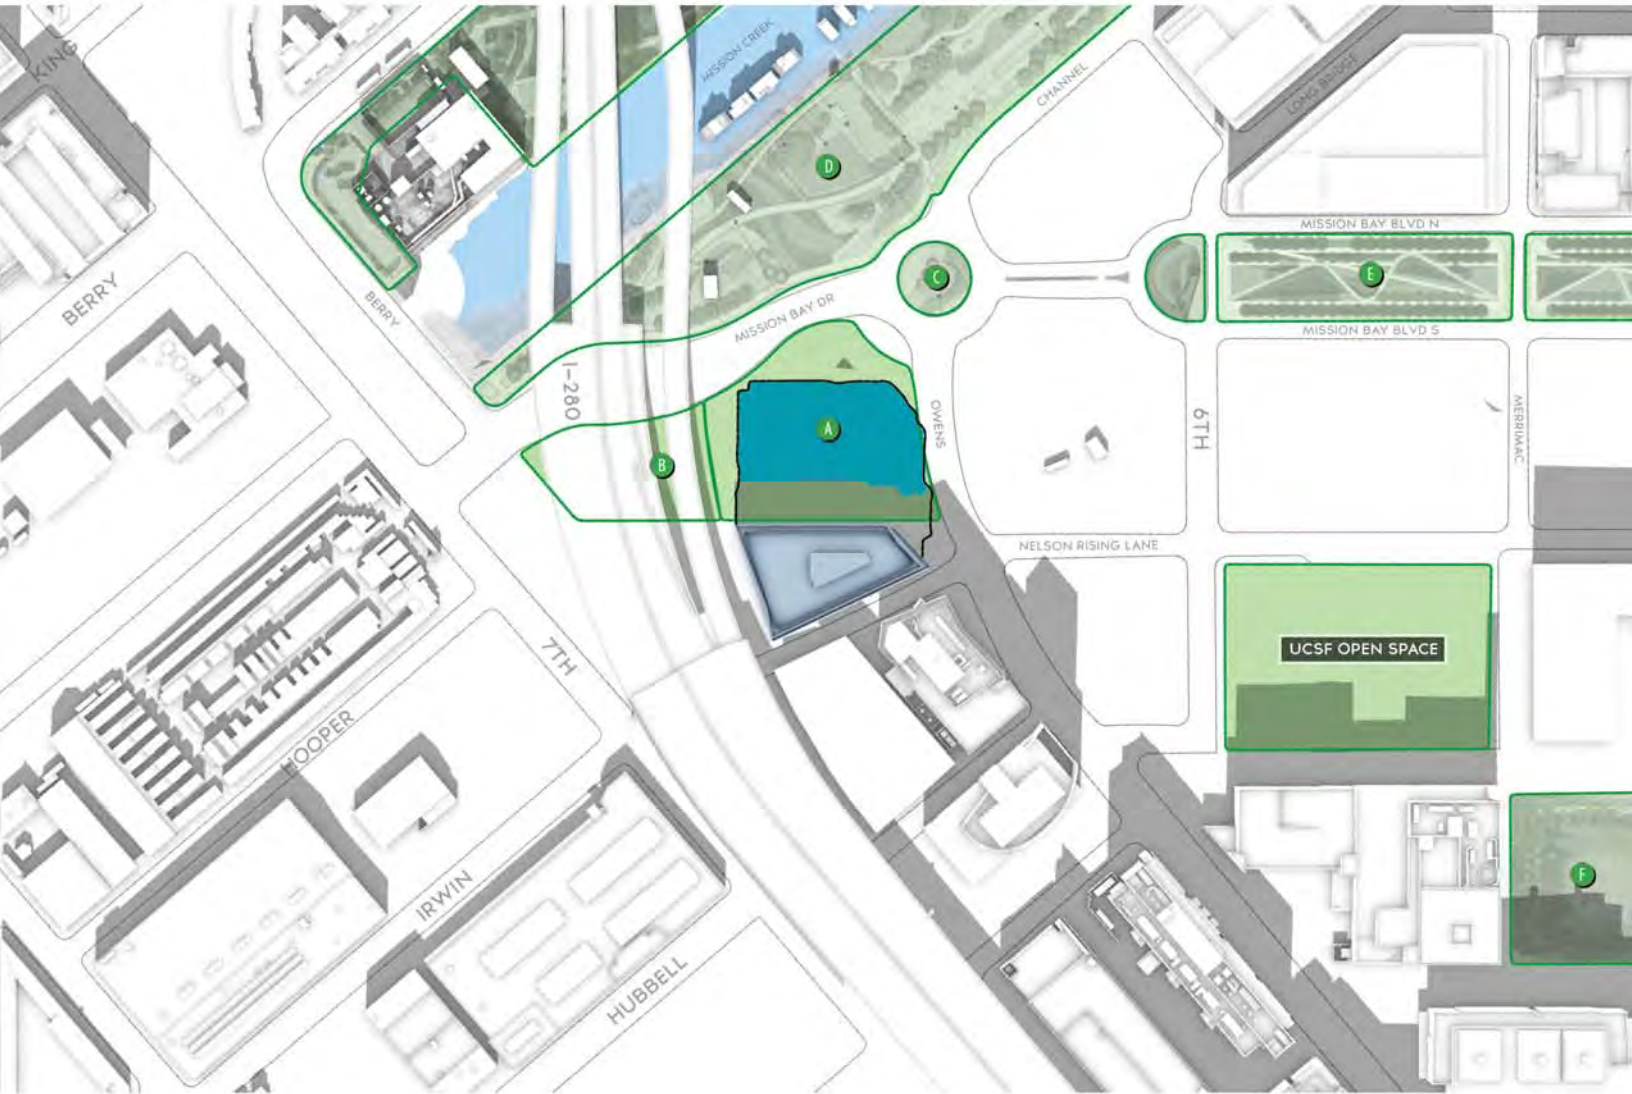 KING
MISSION CREEK
CHANNEL
LONG BRIDGE
D
MISSION BAY BLVD N
C
E
BERRY
BERRY
MISSION BAY DR
MISSION BAY BLVD S
I-280
A
OWENS
6TH
MERRIMAC
B
NELSON RISING LANE
7TH
UCSF OPEN SPACE
HOOPER
F
IRWIN
HUBBELL